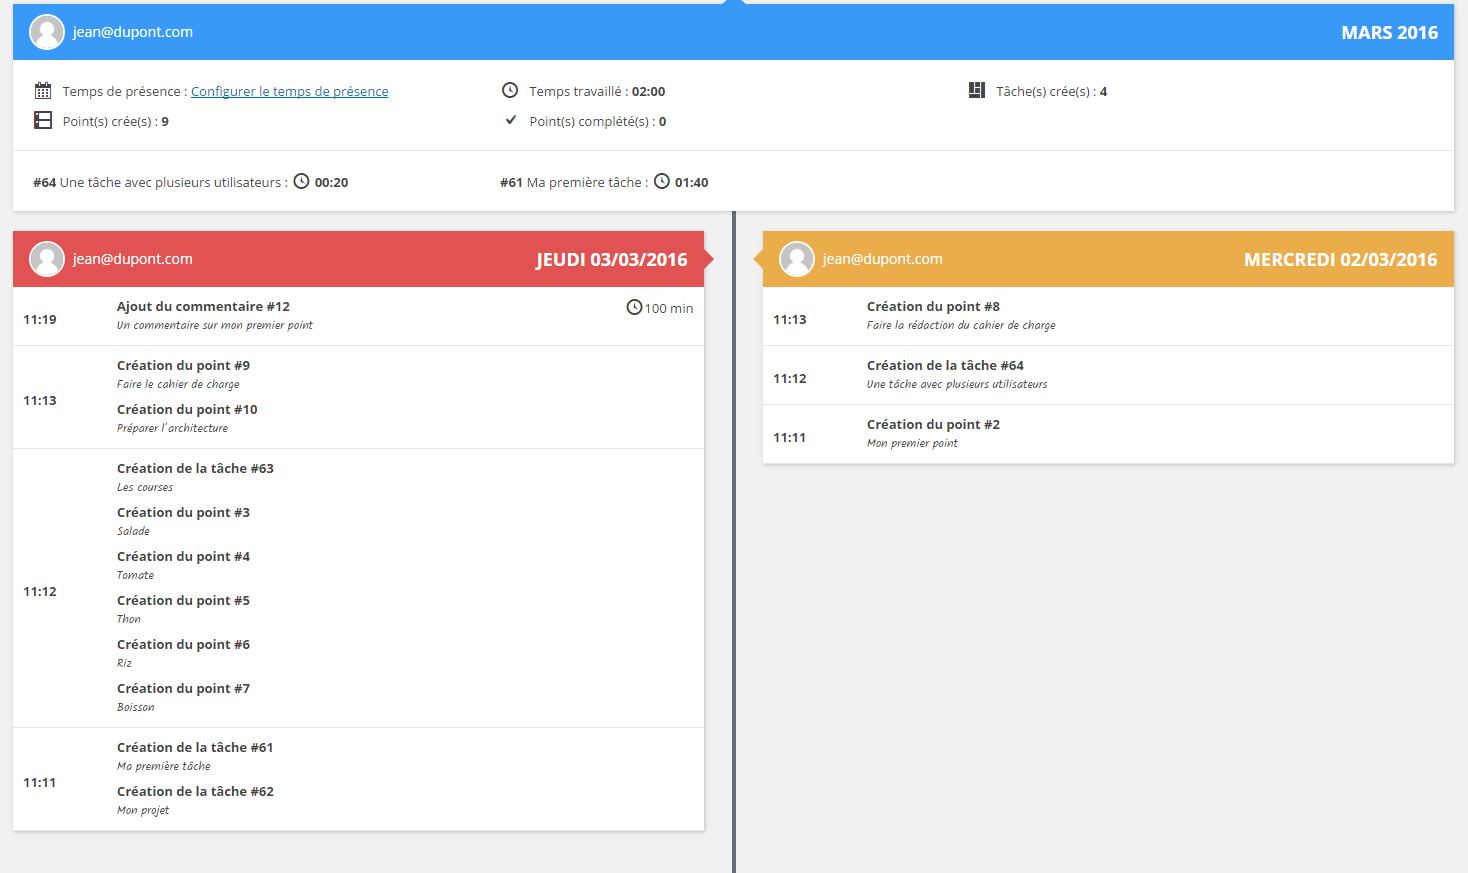 jean@dupont.com MARS 2016
Temps de présence : Configurer le temps de présence Temps travaillé : 02:00 Tâche(s) crée(s) : 4
Point(s) crée(s) : 9 Point(s) complété(s) : 0
#64 Une tâche avec plusieurs utilisateurs : 00:20 #61 Ma première tâche : 01:40
jean@dupont.com JEUDI 03/03/2016
11:19
Ajout du commentaire #12 100 min
Un commentaire sur mon premier point
11:13
Création du point #9
Faire le cahier de charge
Création du point #10
Préparer l'architecture
11:12
Création de la tâche #63
Les courses
Création du point #3
Salade
Création du point #4
Tomate
Création du point #5
Thon
Création du point #6
Riz
Création du point #7
Boisson
11:11
Création de la tâche #61
Ma première tâche
Création de la tâche #62
Mon projet
jean@dupont.com MERCREDI 02/03/2016
11:13
Création du point #8
Faire la rédaction du cahier de charge
11:12
Création de la tâche #64
Une tâche avec plusieurs utilisateurs
11:11
Création du point #2
Mon premier point